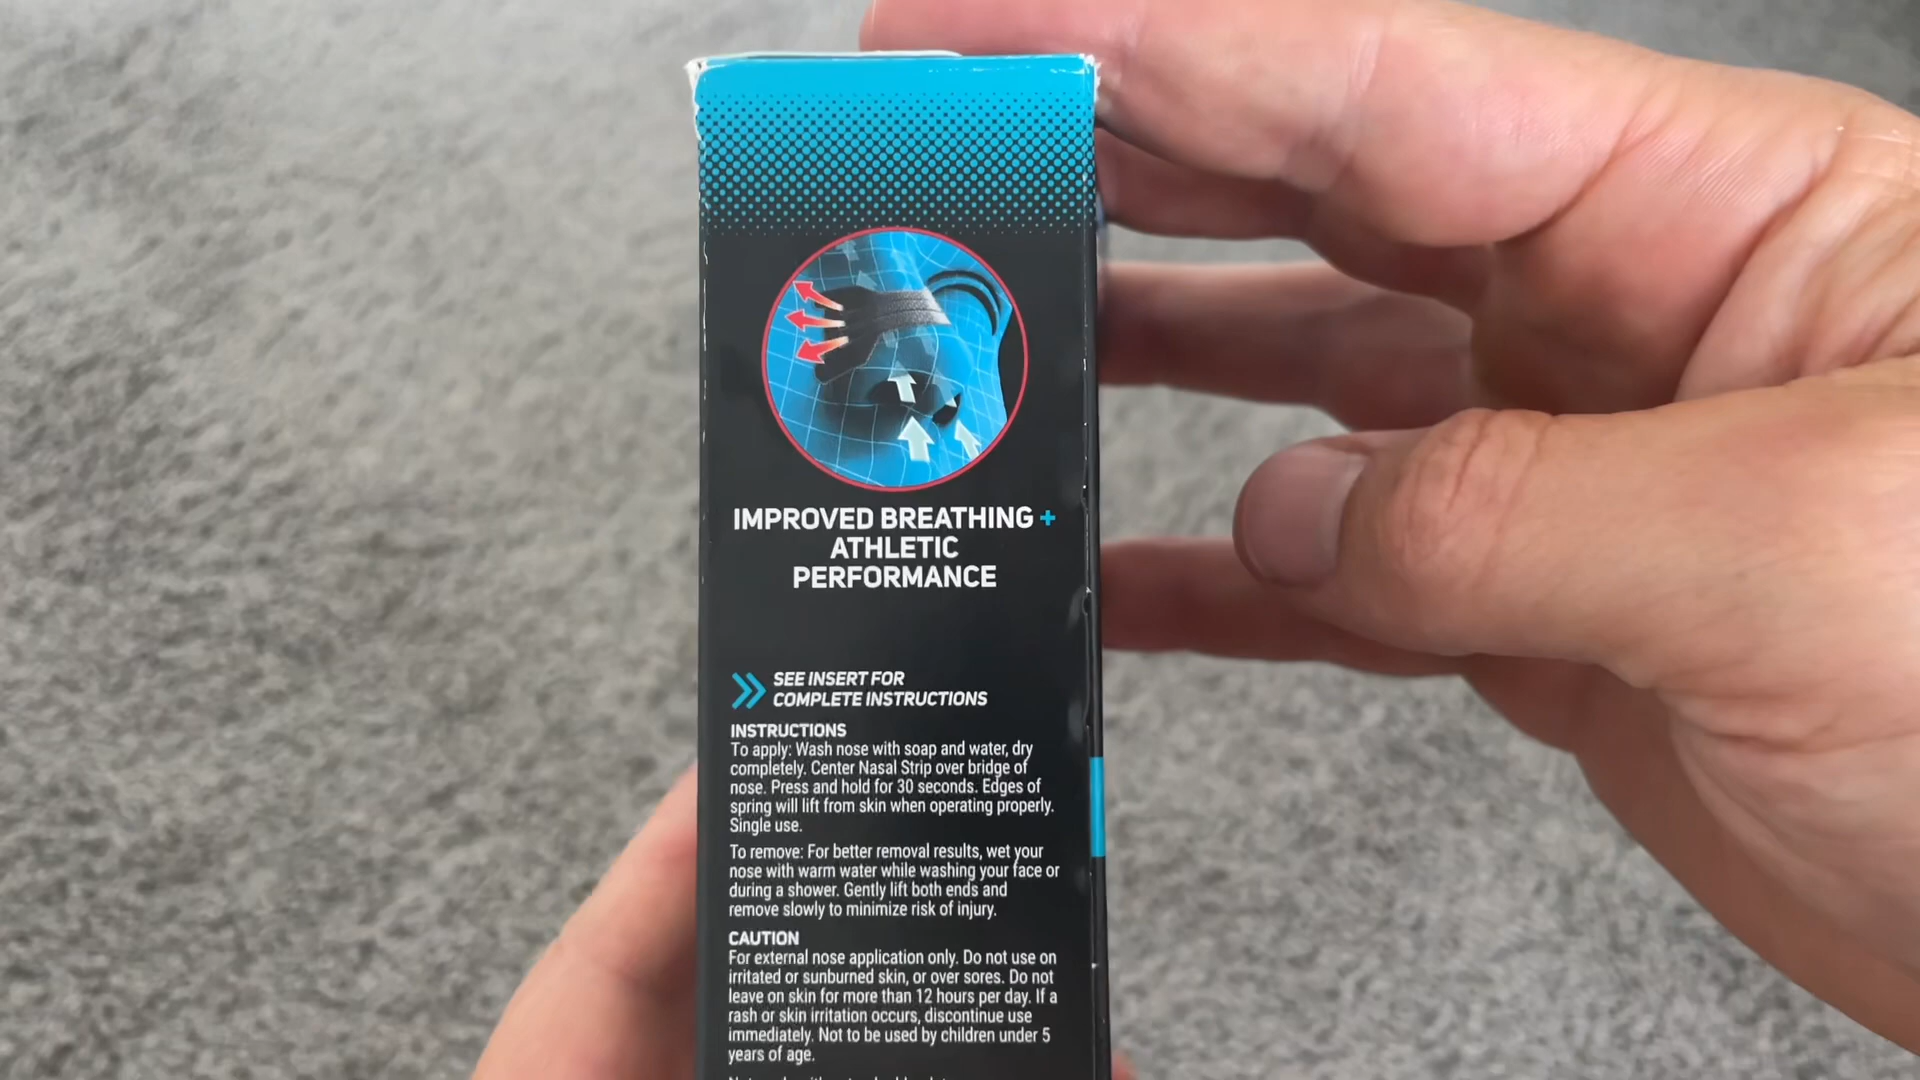 IMPROVED BREATHING +
ATHLETIC
PERFORMANCE
SEE INSERT FOR
COMPLETE INSTRUCTIONS
INSTRUCTIONS
To apply: Wash nose with soap and water, dry
completely. Center Nasal Strip over bridge of
nose. Press and hold for 30 seconds. Edges of
spring will lift from skin when operating properly.
Single use.
To remove: For better removal results, wet your
nose with warm water while washing your face or
during a shower. Gently lift both ends and
remove slowly to minimize risk of injury.
CAUTION
For external nose application only. Do not use on
irritated or sunburned skin, or over sores. Do not
leave on skin for more than 12 hours per day. If a
rash or skin irritation occurs, discontinue use
immediately. Not to be used by children under 5
years of age.